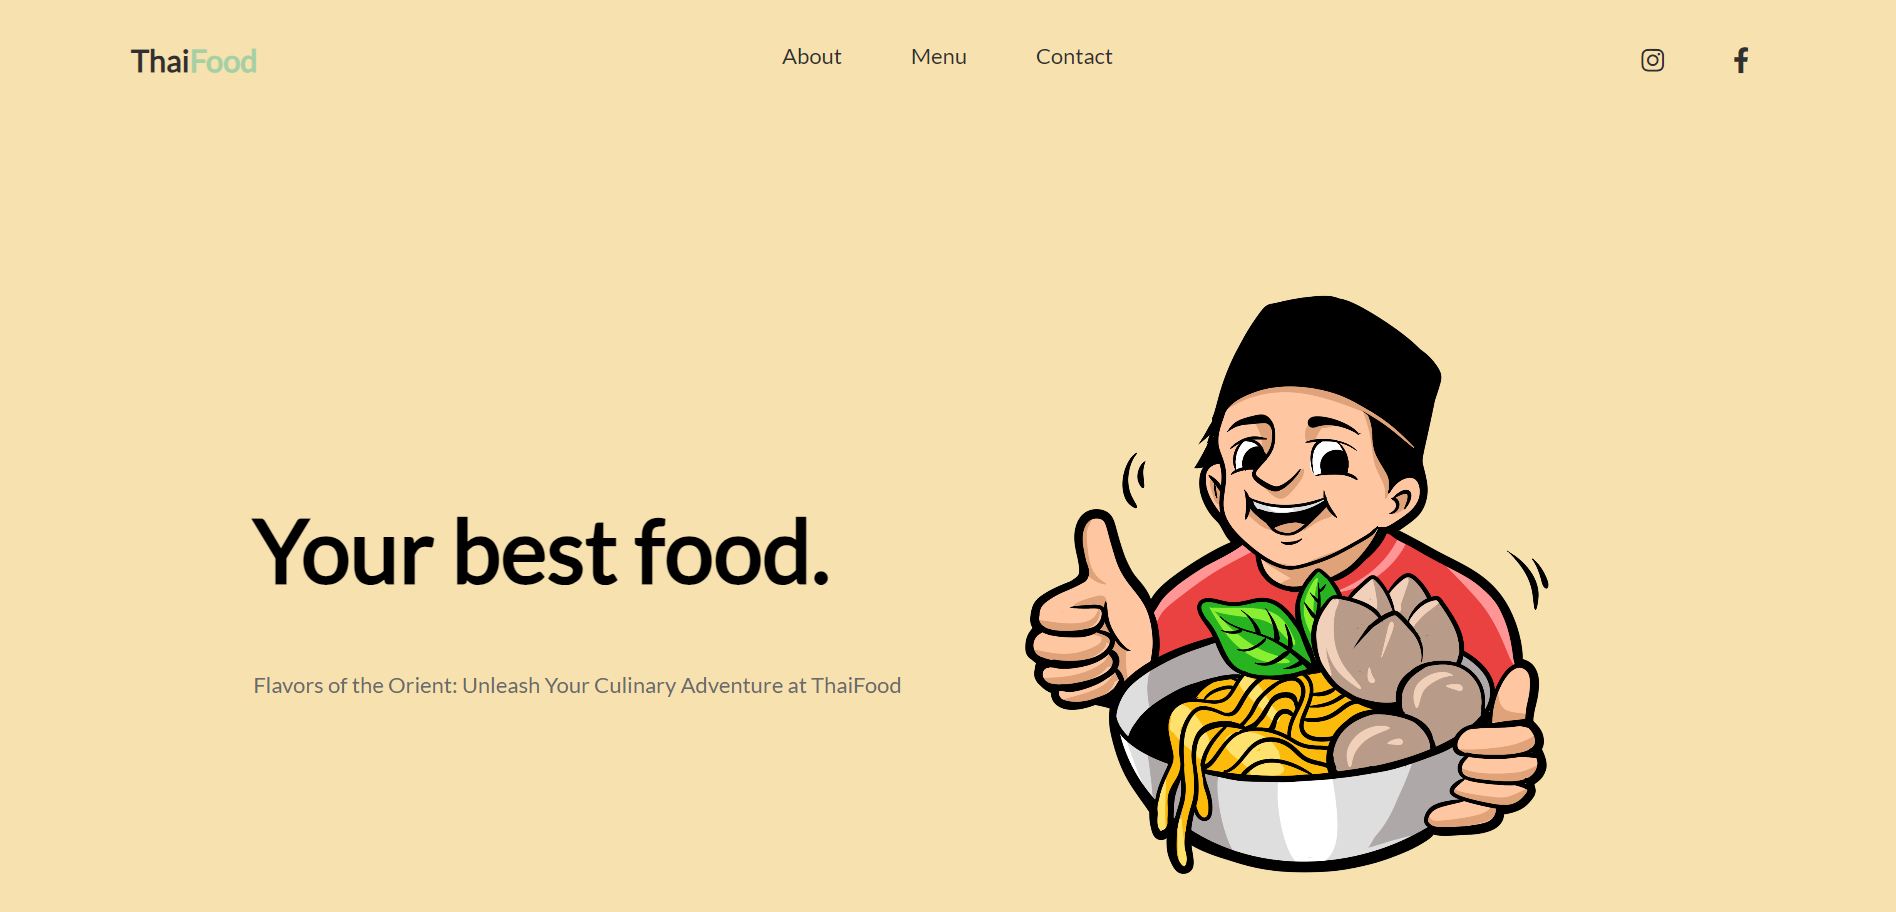 ThaiFood
About
Menu
Contact
Your best food.
Flavors of the Orient: Unleash Your Culinary Adventure at ThaiFood